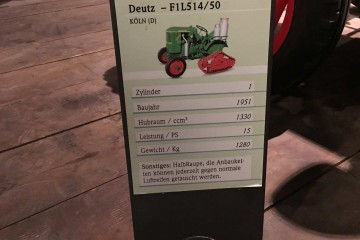 Deutz – F1L514/50
KÖLN (D)
Zylinder 1
Baujahr 1951
Hubraum / ccm³ 1330
Leistung / PS 15
Gewicht / Kg 1280
Sonstiges: Halbraupe, die Anbauket-
ten können jederzeit gegen normale
Luftreifen getauscht werden.